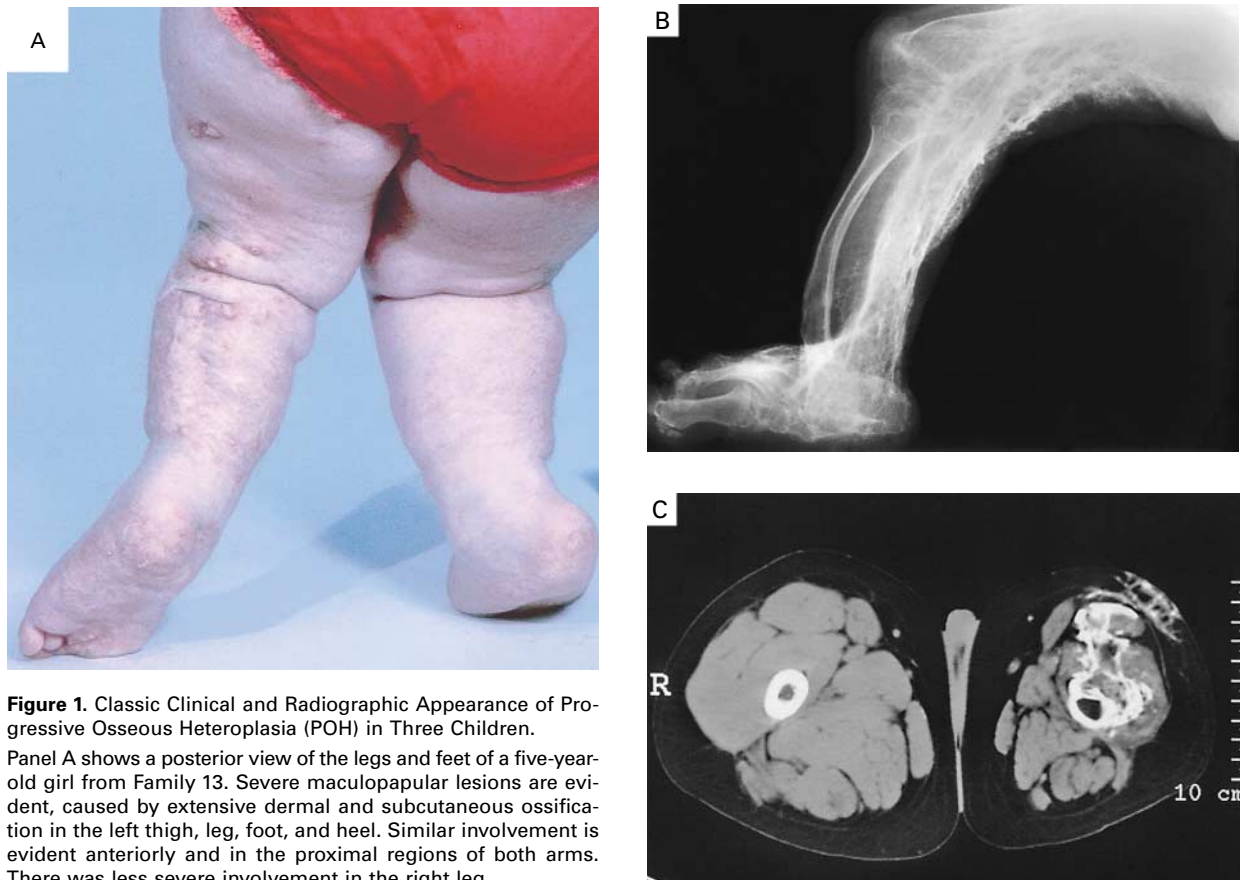 A
B
C
R
10 cm
Figure 1. Classic Clinical and Radiographic Appearance of Pro-
gressive Osseous Heteroplasia (POH) in Three Children.
Panel A shows a posterior view of the legs and feet of a five-year-
old girl from Family 13. Severe maculopapular lesions are evi-
dent, caused by extensive dermal and subcutaneous ossifica-
tion in the left thigh, leg, foot, and heel. Similar involvement is
evident anteriorly and in the proximal regions of both arms.
There was less severe involvement in the right leg.